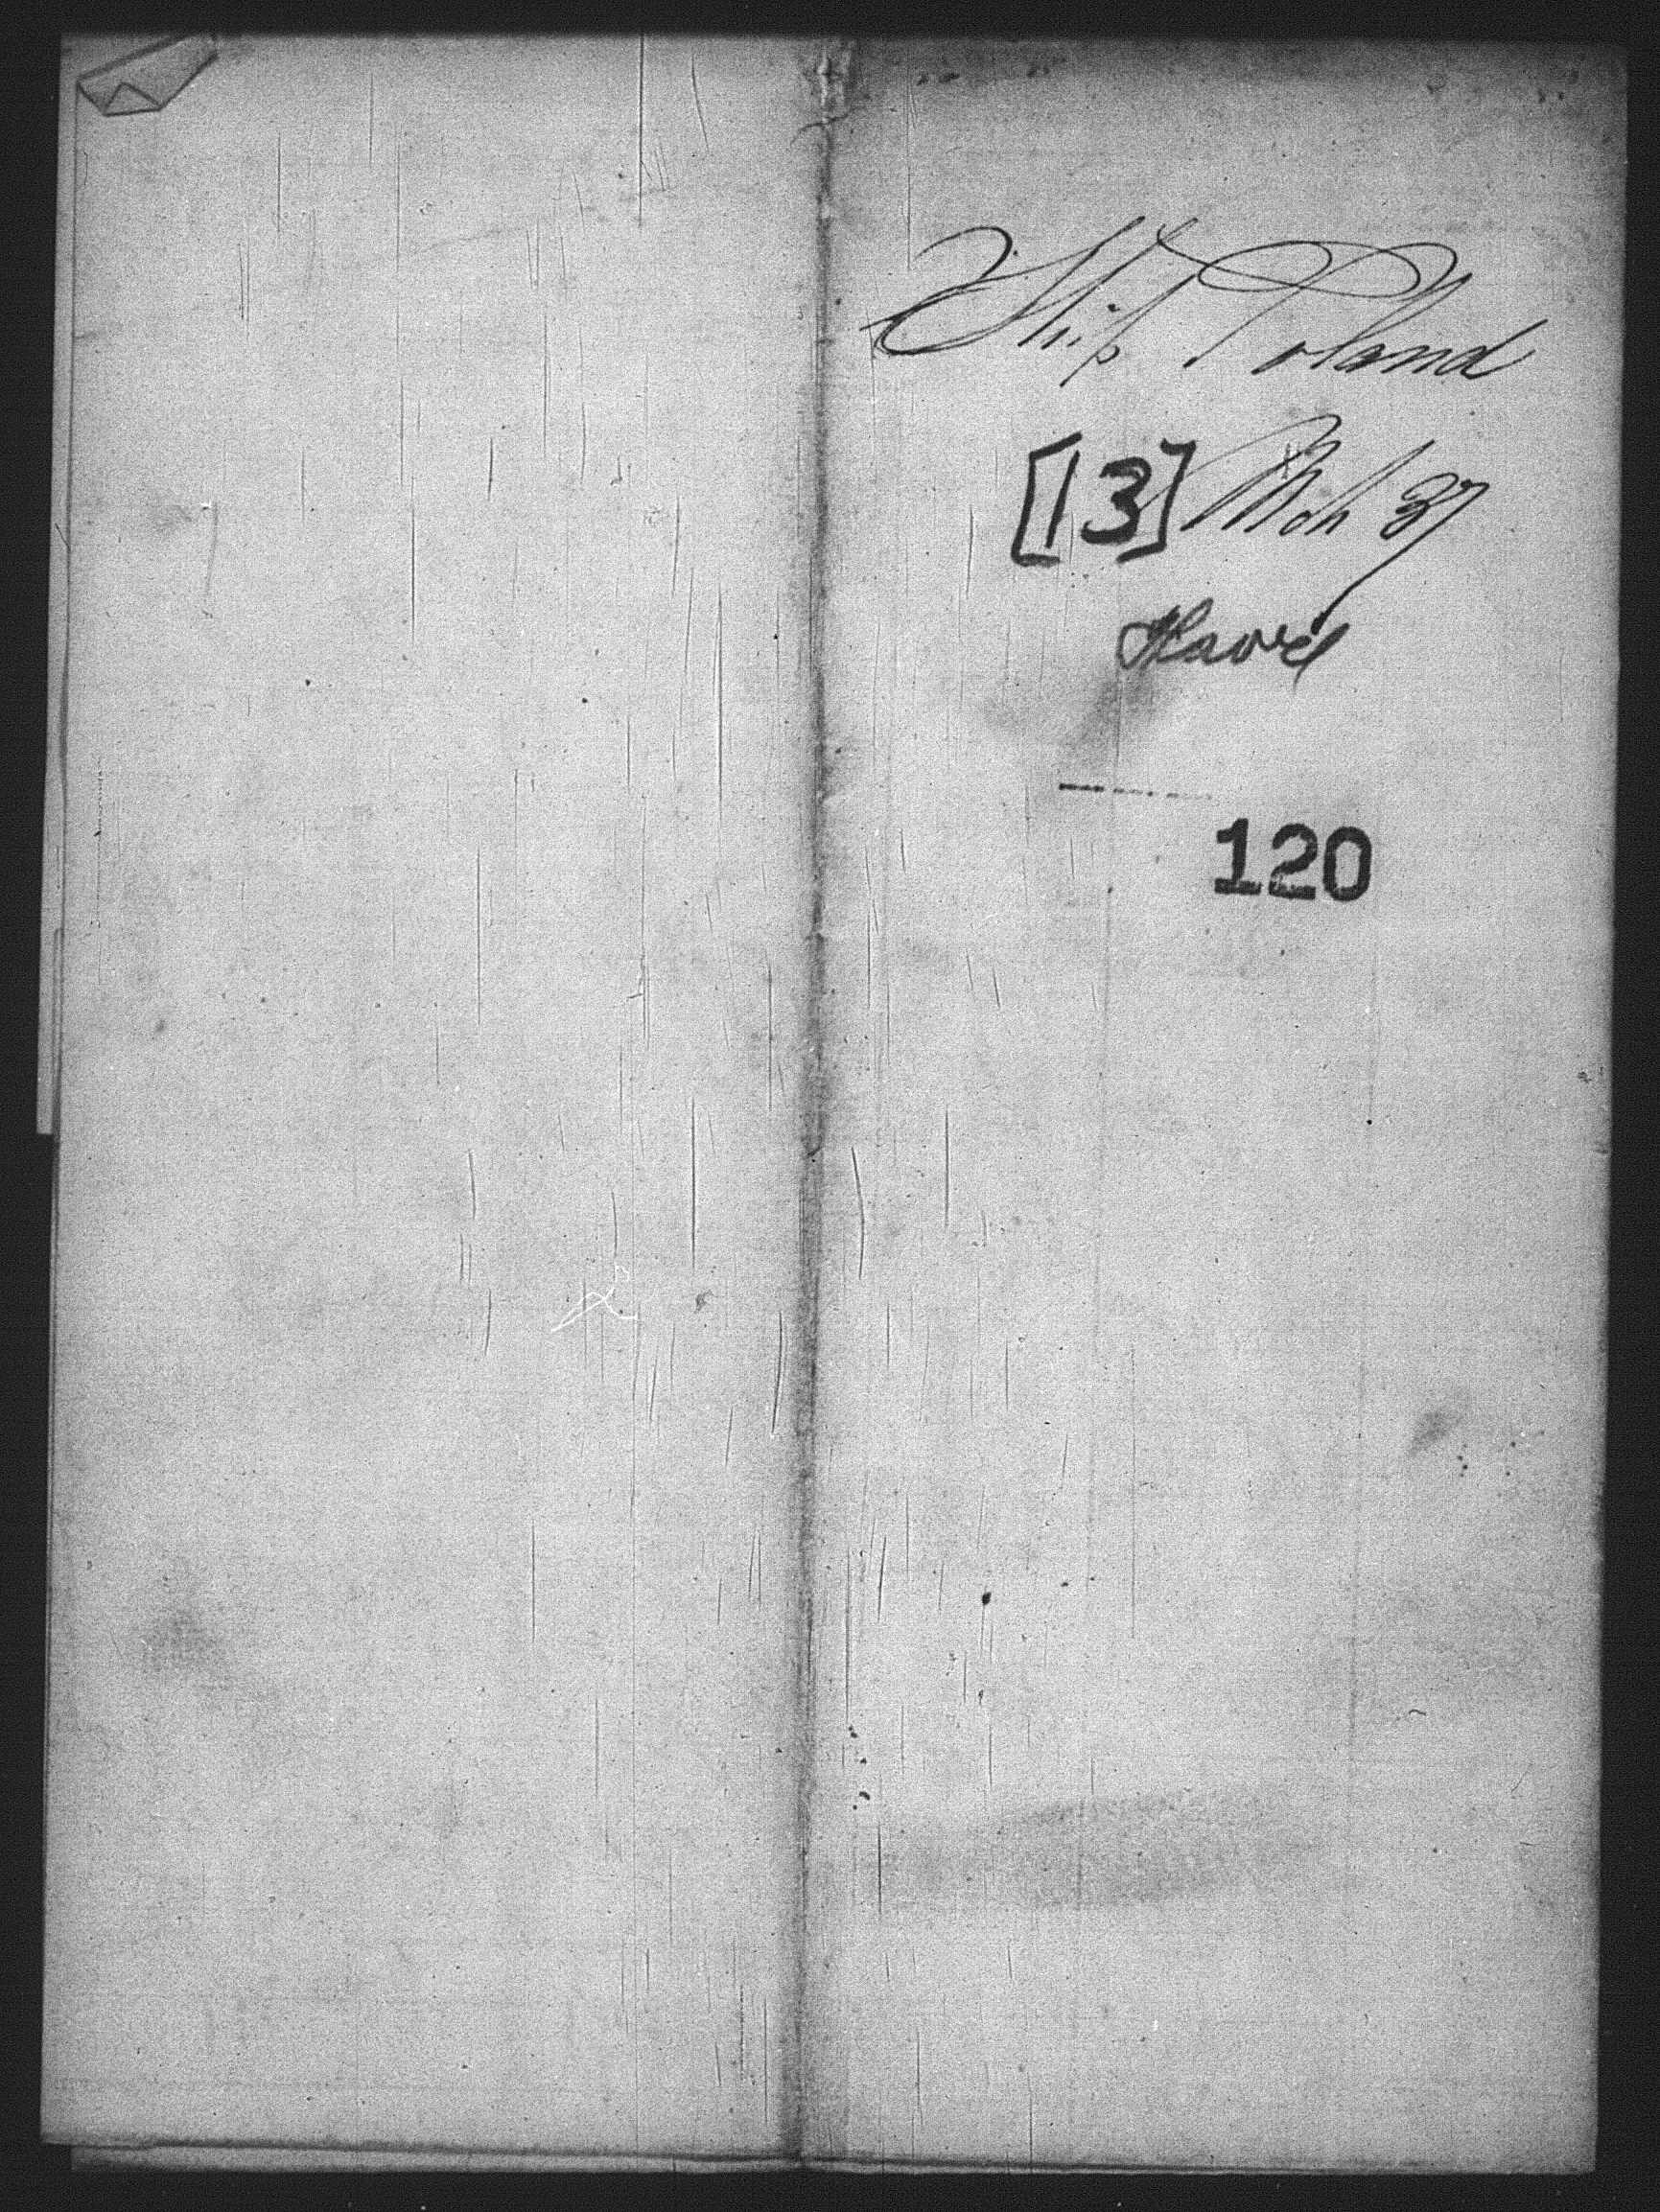 Ship Poland
[13] Mch 37
Havre
120